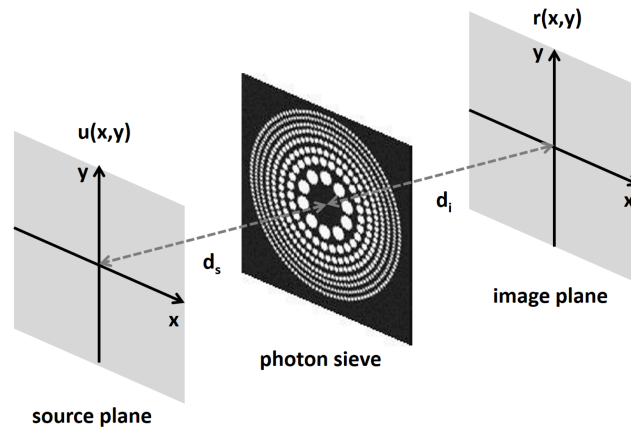 r(x,y)
y
x
u(x,y)
y
x
d_s
d_i
image plane
photon sieve
source plane